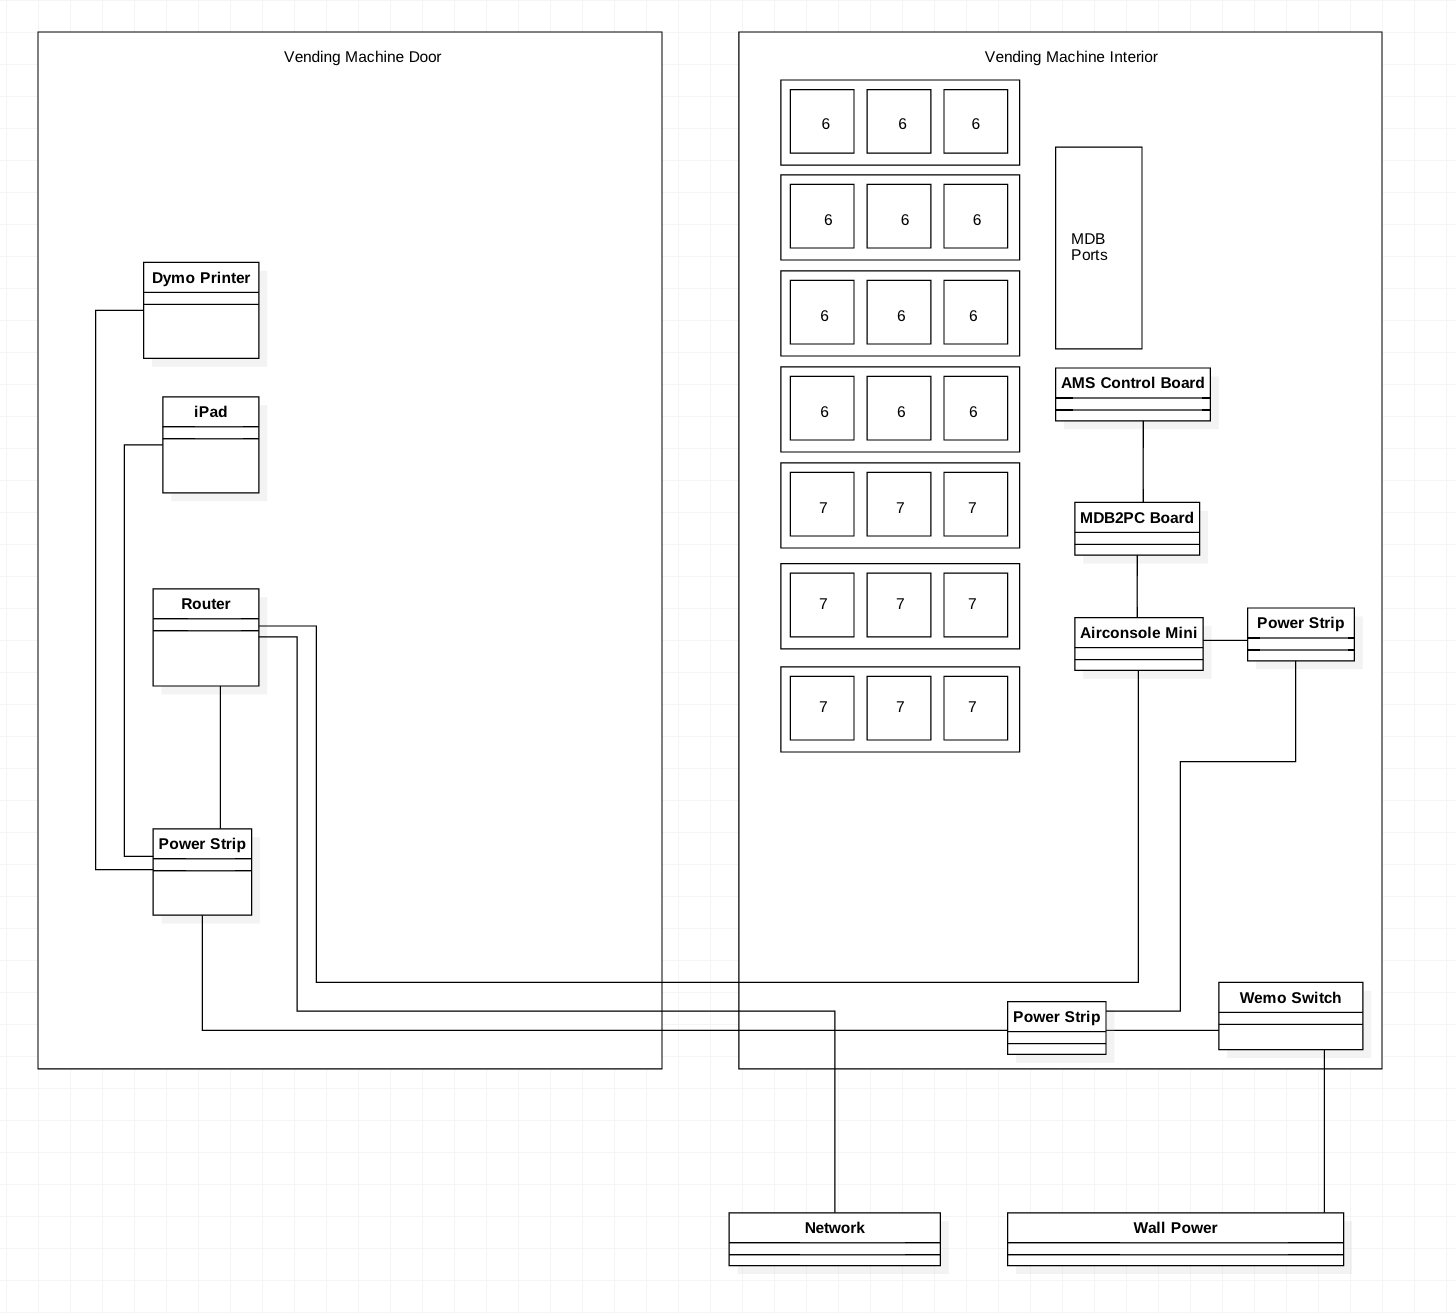 Vending Machine Door
Dymo Printer
iPad
Router
Power Strip
Vending Machine Interior
6 6 6
6 6 6
6 6 6
6 6 6
7 7 7
7 7 7
7 7 7
MDB
Ports
AMS Control Board
MDB2PC Board
Airconsole Mini
Power Strip
Wemo Switch
Power Strip
Network
Wall Power